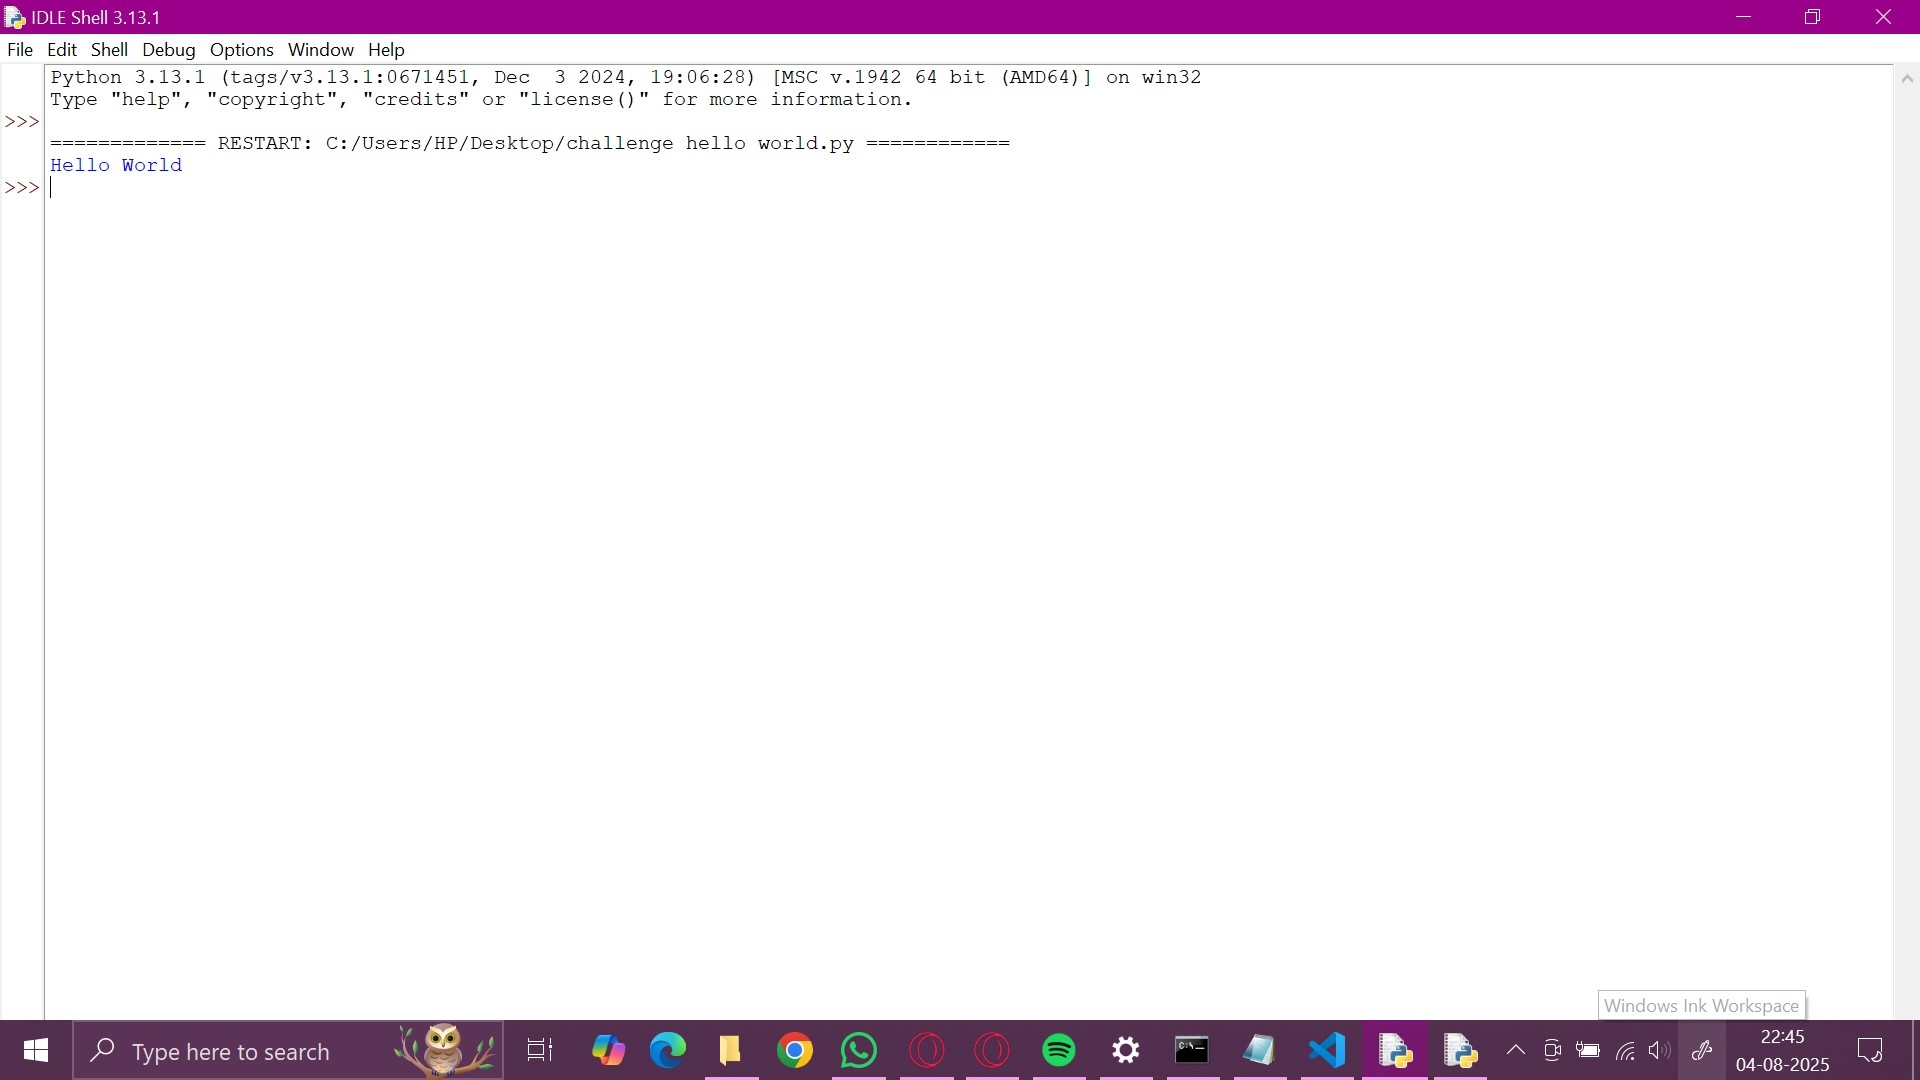 IDLE Shell 3.13.1
File Edit Shell Debug Options Window Help
Python 3.13.1 (tags/v3.13.1:0671451, Dec  3 2024, 19:06:28) [MSC v.1942 64 bit (AMD64)] on win32
Type "help", "copyright", "credits" or "license()" for more information.
>>>
============= RESTART: C:/Users/HP/Desktop/challenge hello world.py ============
Hello World
>>>
Windows Ink Workspace
Type here to search
22:45
04-08-2025